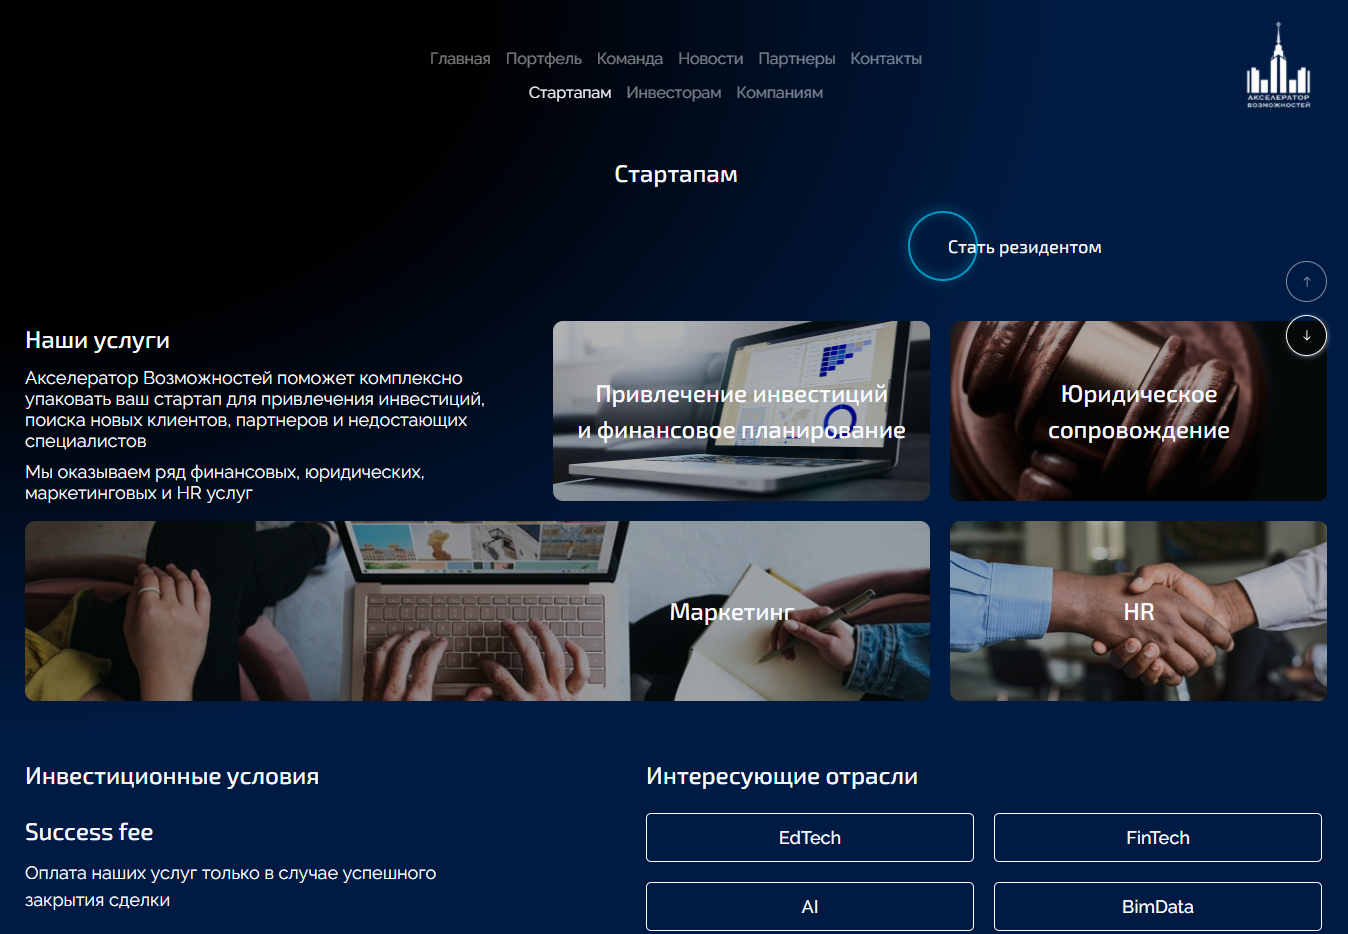 Главная Портфель Команда Новости Партнеры Контакты
Стартапам Инвесторам Компаниям
АКСЕЛЕРАТОР
ВОЗМОЖНОСТЕЙ
Стартапам
Стать резидентом
Наши услуги
Акселератор Возможностей поможет комплексно
упаковать ваш стартап для привлечения инвестиций,
поиска новых клиентов, партнеров и недостающих
специалистов
Мы оказываем ряд финансовых, юридических,
маркетинговых и HR услуг
Привлечение инвестиций
и финансовое планирование
Юридическое
сопровождение
Маркетинг
HR
Инвестиционные условия
Success fee
Оплата наших услуг только в случае успешного
закрытия сделки
Интересующие отрасли
EdTech
FinTech
AI
BimData